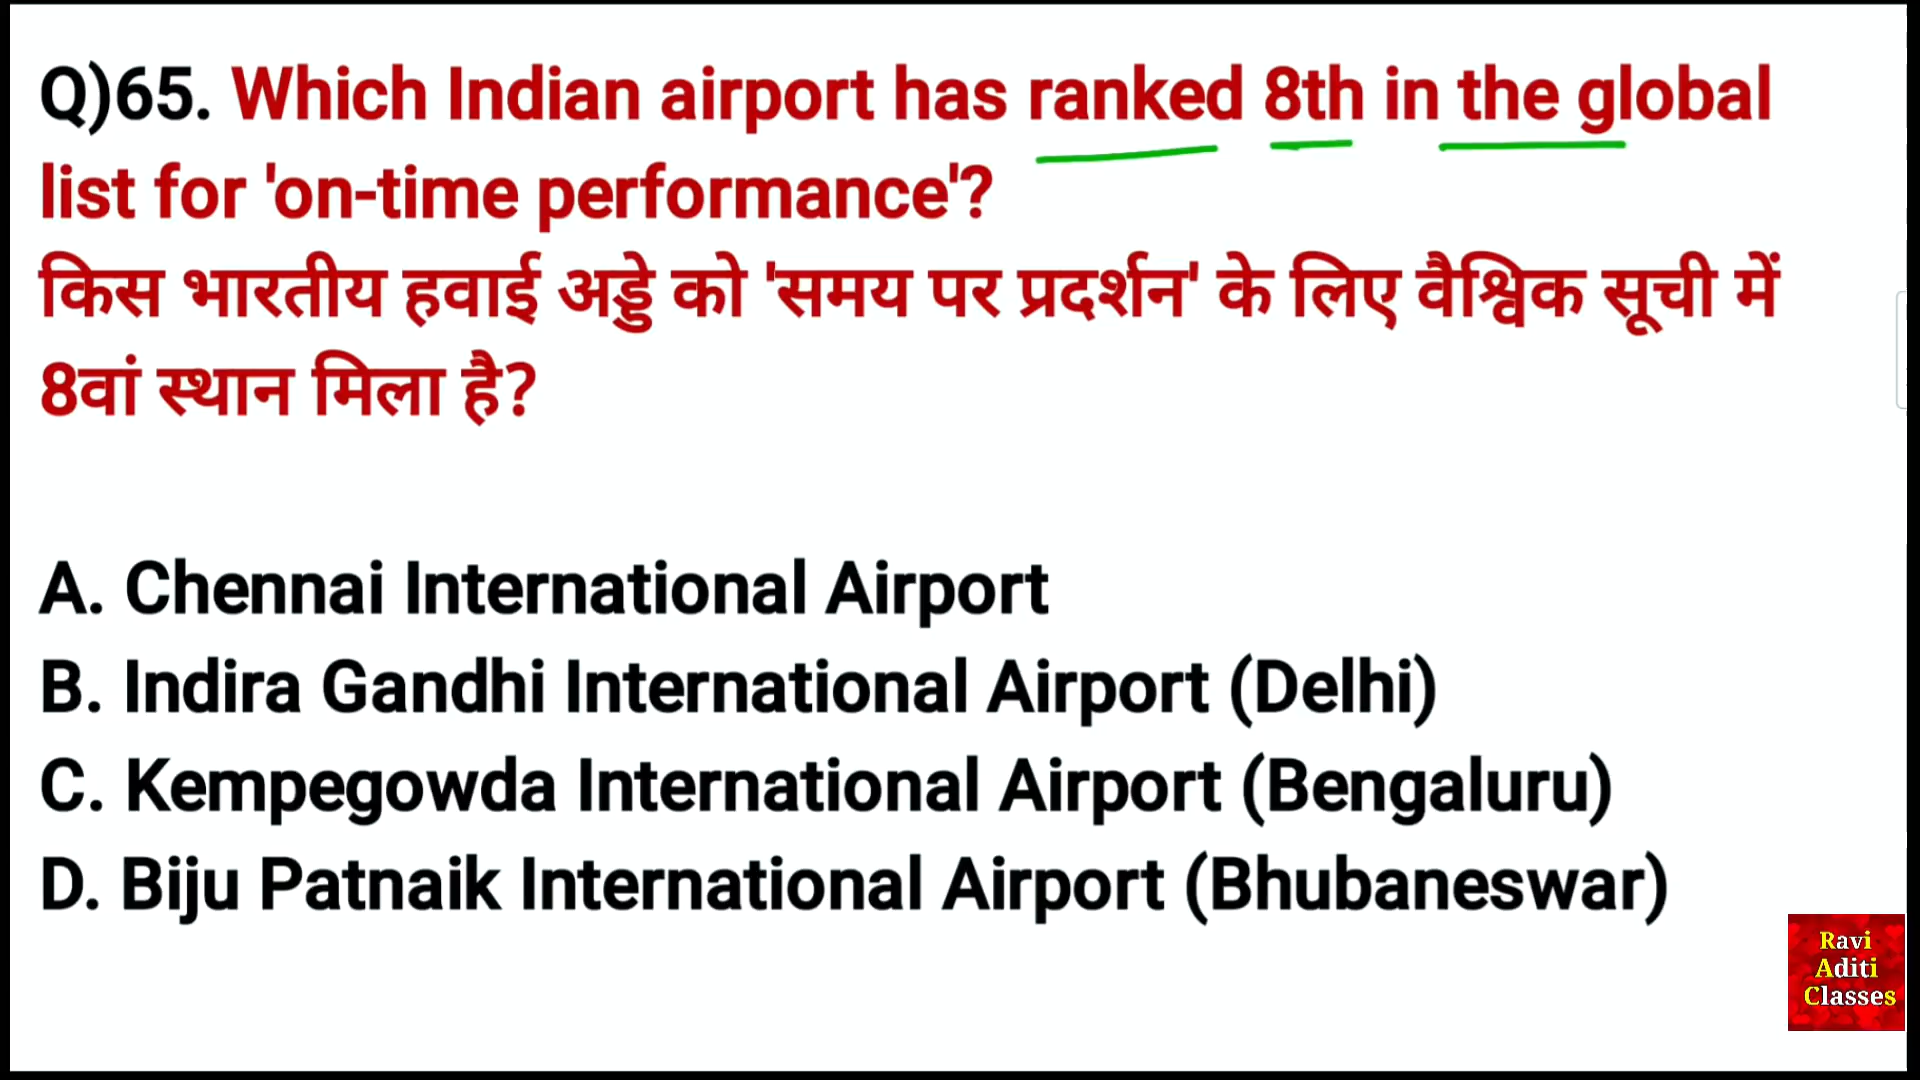 Q)65. Which Indian airport has ranked 8th in the global
list for 'on-time performance'?
किस भारतीय हवाई अड्डे को 'समय पर प्रदर्शन' के लिए वैश्विक सूची में
8वां स्थान मिला है?
A. Chennai International Airport
B. Indira Gandhi International Airport (Delhi)
C. Kempegowda International Airport (Bengaluru)
D. Biju Patnaik International Airport (Bhubaneswar)
Ravi
Aditi
Classes